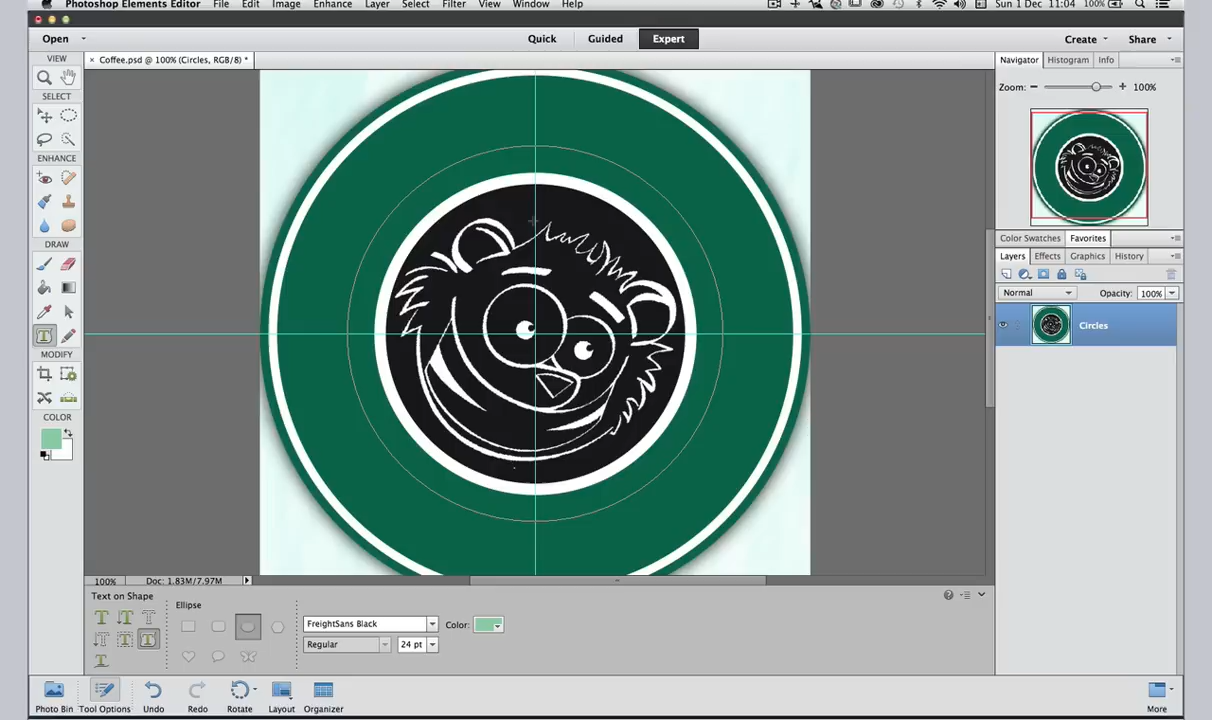 Photoshop Elements Editor File Edit Image Enhance Layer Select Filter View Window Help Sun 1 Dec 11:04 100%
Open Quick Guided Expert Create Share
VIEW × Coffee.psd @ 100% (Circles, RGB/8) * Navigator Histogram Info
Zoom: 100%
SELECT
ENHANCE
DRAW
Color Swatches Favorites
Layers Effects Graphics History
Normal Opacity: 100%
Circles
T
MODIFY
COLOR
100% Doc: 1.83M/7.97M
Text on Shape Ellipse
FreightSans Black Color:
Regular 24 pt
Photo Bin Tool Options Undo Redo Rotate Layout Organizer More